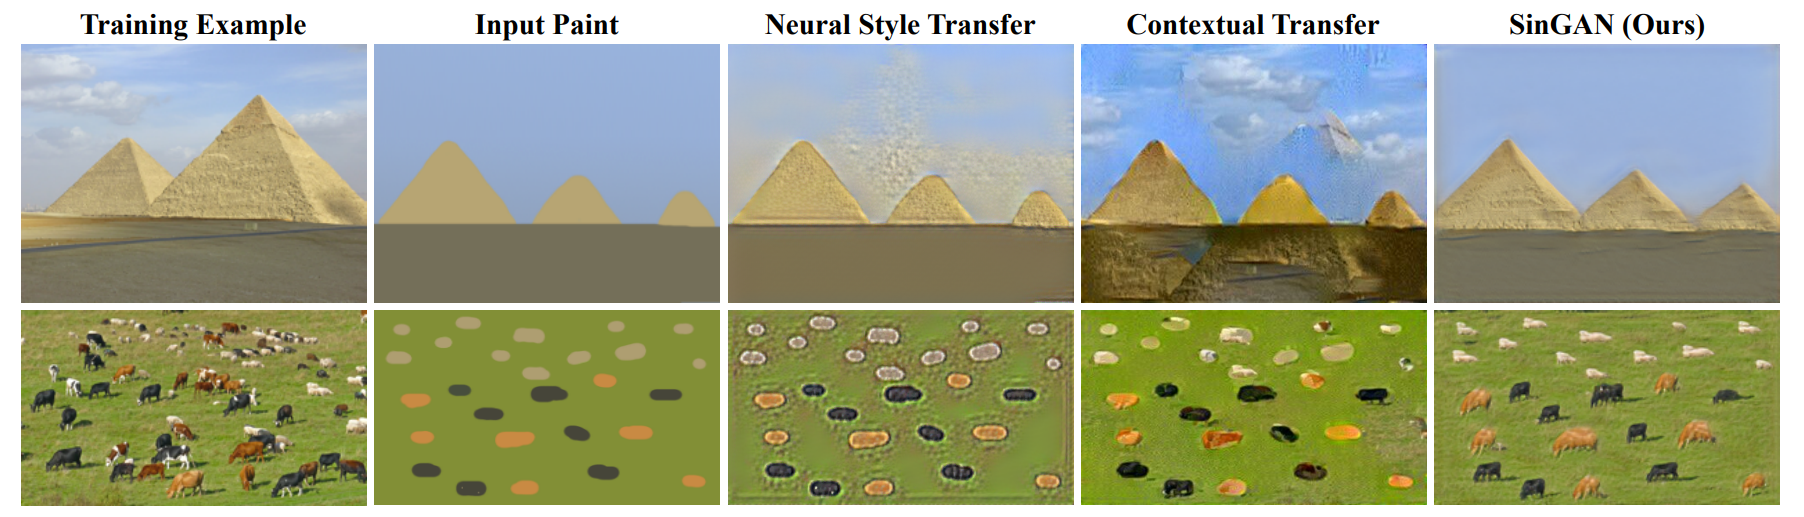 Training Example
Input Paint
Neural Style Transfer
Contextual Transfer
SinGAN (Ours)